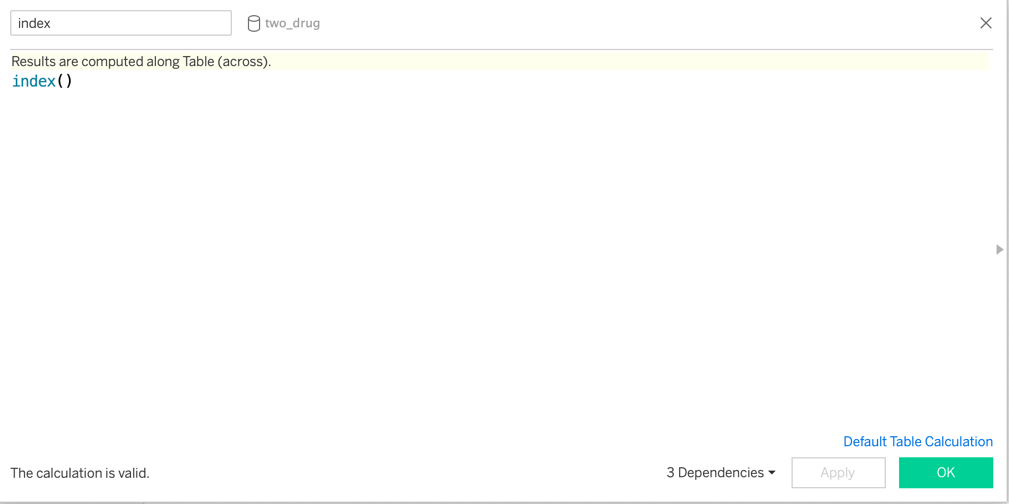 index
two_drug
Results are computed along Table (across).
index()
Default Table Calculation
The calculation is valid.
3 Dependencies
Apply
OK